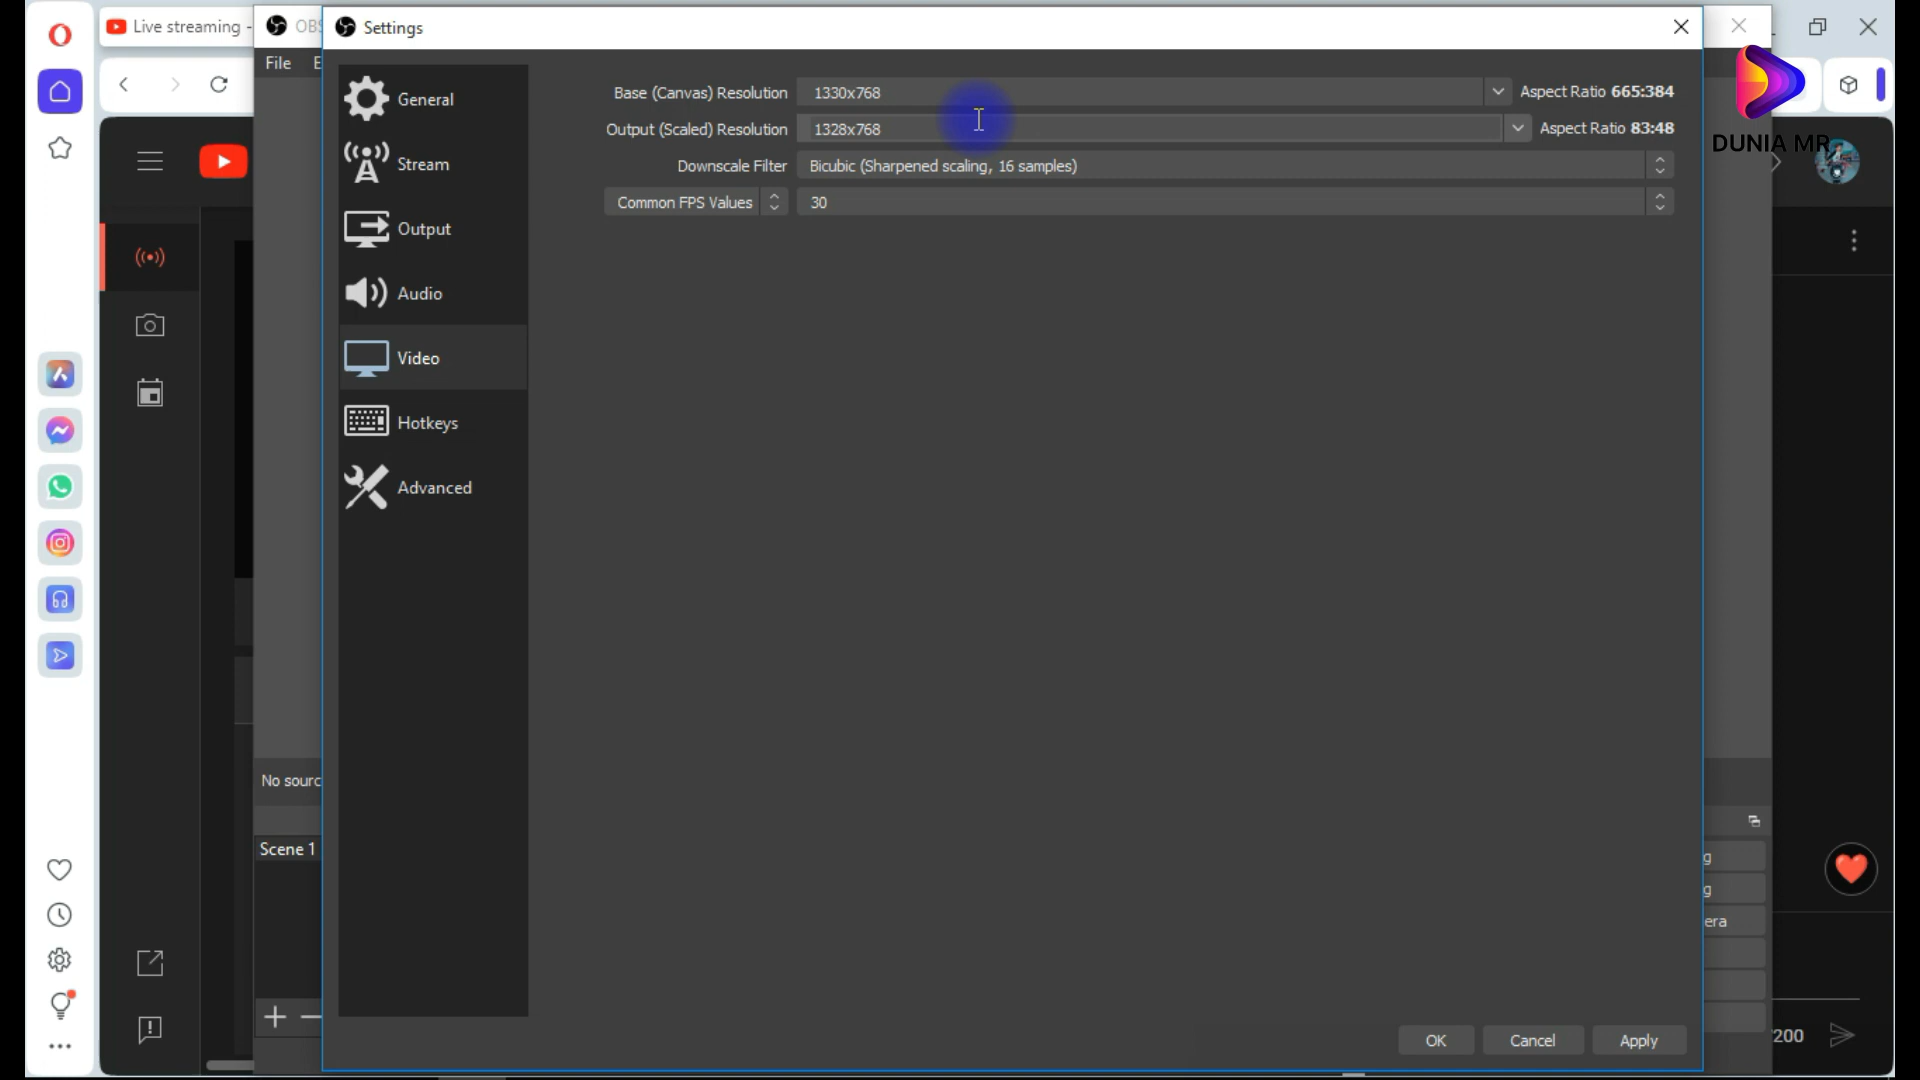 Live streaming -
OBS
Settings
File
E
General
Stream
Output
Audio
Video
Hotkeys
Advanced
Base (Canvas) Resolution
1330x768
Aspect Ratio 665:384
Output (Scaled) Resolution
1328x768
Aspect Ratio 83:48
Downscale Filter
Bicubic (Sharpened scaling, 16 samples)
Common FPS Values
30
DUNIA MR
No sourc
Scene 1
g
g
era
OK
Cancel
Apply
200